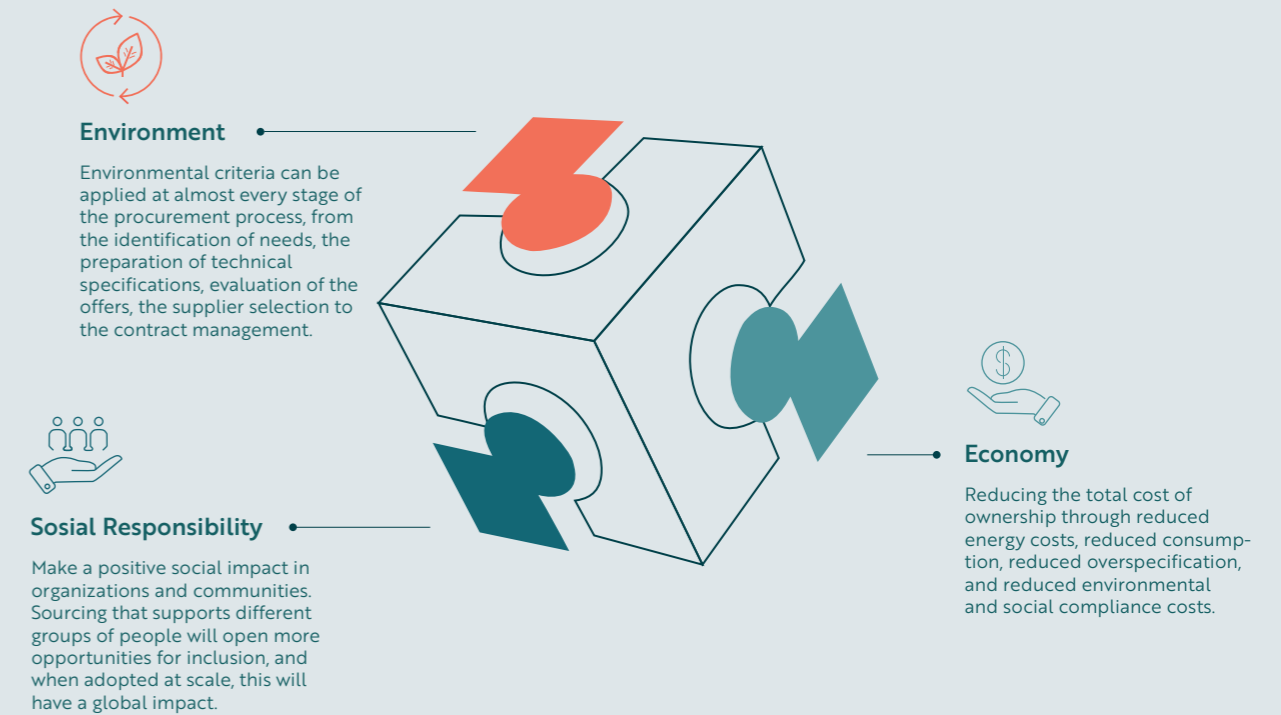 Environment
Environmental criteria can be
applied at almost every stage of
the procurement process, from
the identification of needs, the
preparation of technical
specifications, evaluation of the
offers, the supplier selection to
the contract management.
Sosial Responsibility
Make a positive social impact in
organizations and communities.
Sourcing that supports different
groups of people will open more
opportunities for inclusion, and
when adopted at scale, this will
have a global impact.
$
Economy
Reducing the total cost of
ownership through reduced
energy costs, reduced consump-
tion, reduced overspecification,
and reduced environmental
and social compliance costs.